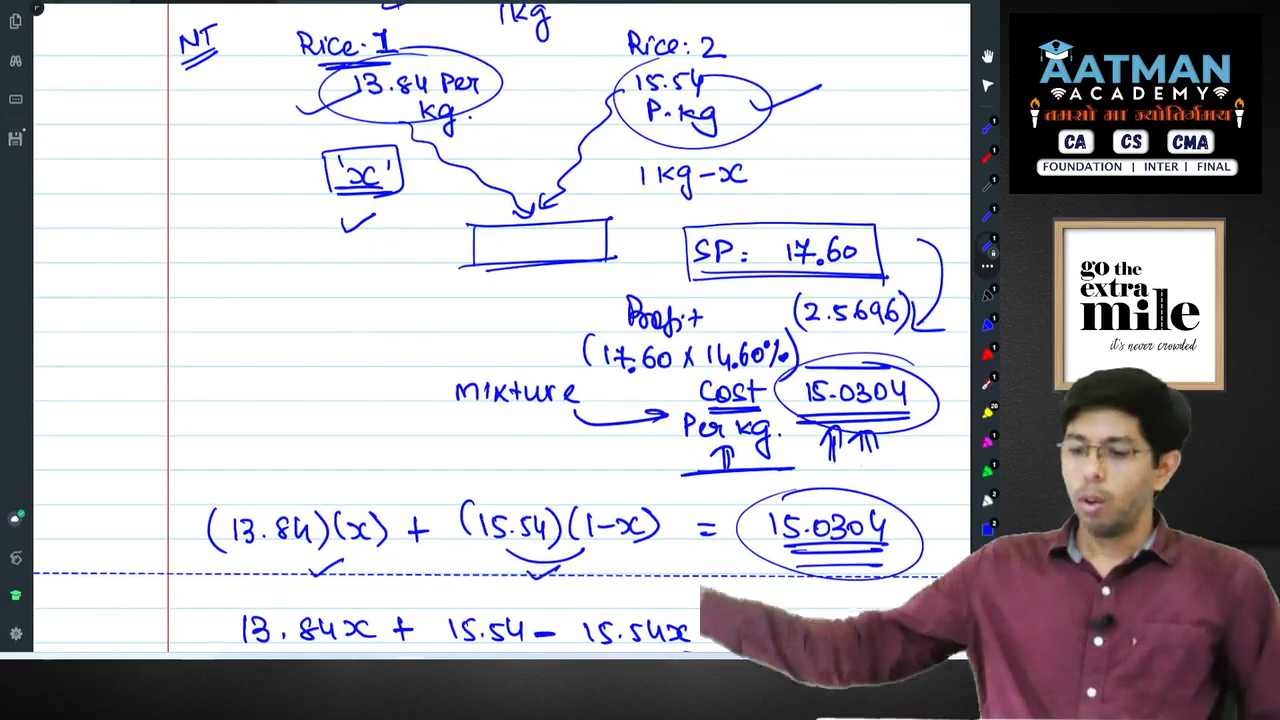 1kg
NT
Rice: 1
Rice: 2
13.84 Per
kg.
15.54
P. kg
'x'
1kg - x
SP: 17.60
Profit (2.5696)
(17.60 x 14.60%)
mixture
Cost 15.0304
Per kg.
(13.84)(x) + (15.54)(1-x) = 15.0304
13.84x + 15.54 - 15.54x
AATMAN
ACADEMY
तमसो मा ज्योतिर्गमय
CA CS CMA
FOUNDATION | INTER | FINAL
go the
extra
mile
it's never crowded